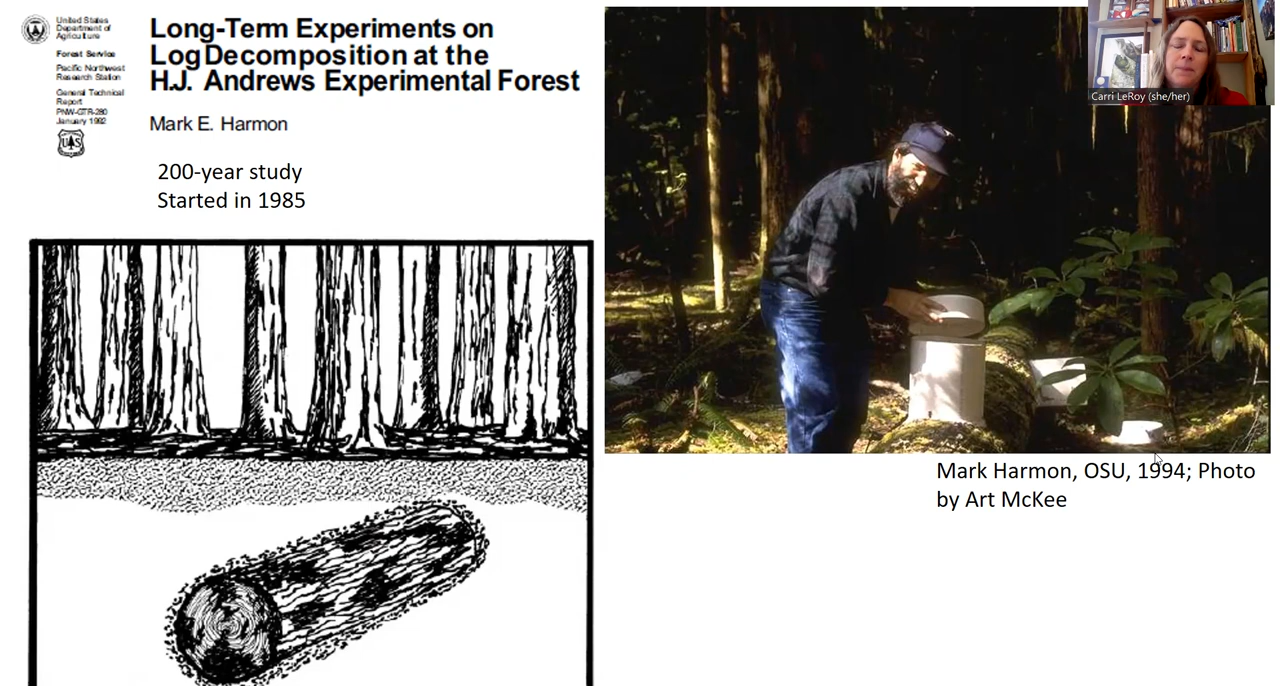 United States
Department of
Agriculture
Forest Service
Pacific Northwest
Research Station
General Technical
Report
PNW-GTR-280
January 1992
Long-Term Experiments on
Log Decomposition at the
H.J. Andrews Experimental Forest
Mark E. Harmon
200-year study
Started in 1985
Carri LeRoy (she/her)
Mark Harmon, OSU, 1994; Photo
by Art McKee